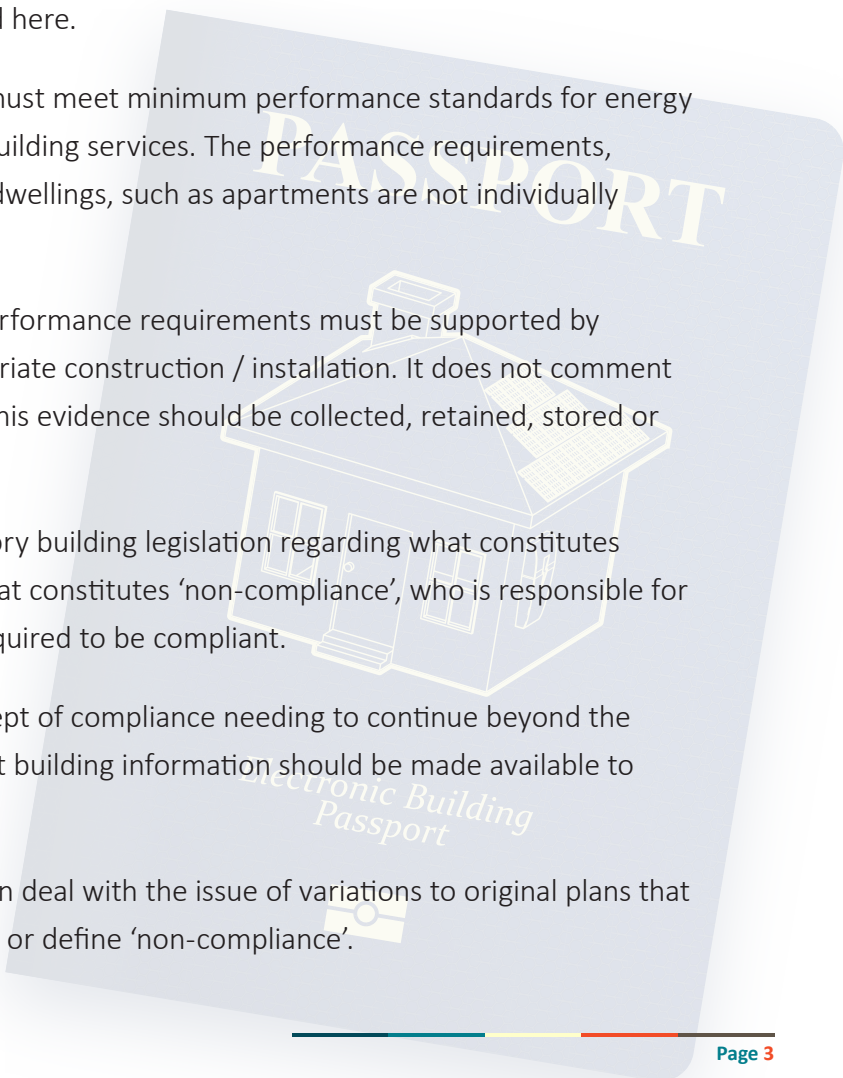 here.
must meet minimum performance standards for energy
building services. The performance requirements,
dwellings, such as apartments are not individually
performance requirements must be supported by
riate construction / installation. It does not comment
his evidence should be collected, retained, stored or
ory building legislation regarding what constitutes
at constitutes ‘non-compliance’, who is responsible for
quired to be compliant.
ept of compliance needing to continue beyond the
t building information should be made available to
n deal with the issue of variations to original plans that
or define ‘non-compliance’.
PASSPORT
Electronic Building
Passport
Page 3